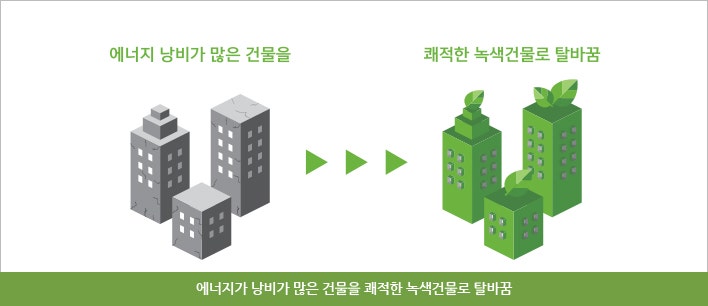 에너지 낭비가 많은 건물을
쾌적한 녹색건물로 탈바꿈
에너지가 낭비가 많은 건물을 쾌적한 녹색건물로 탈바꿈